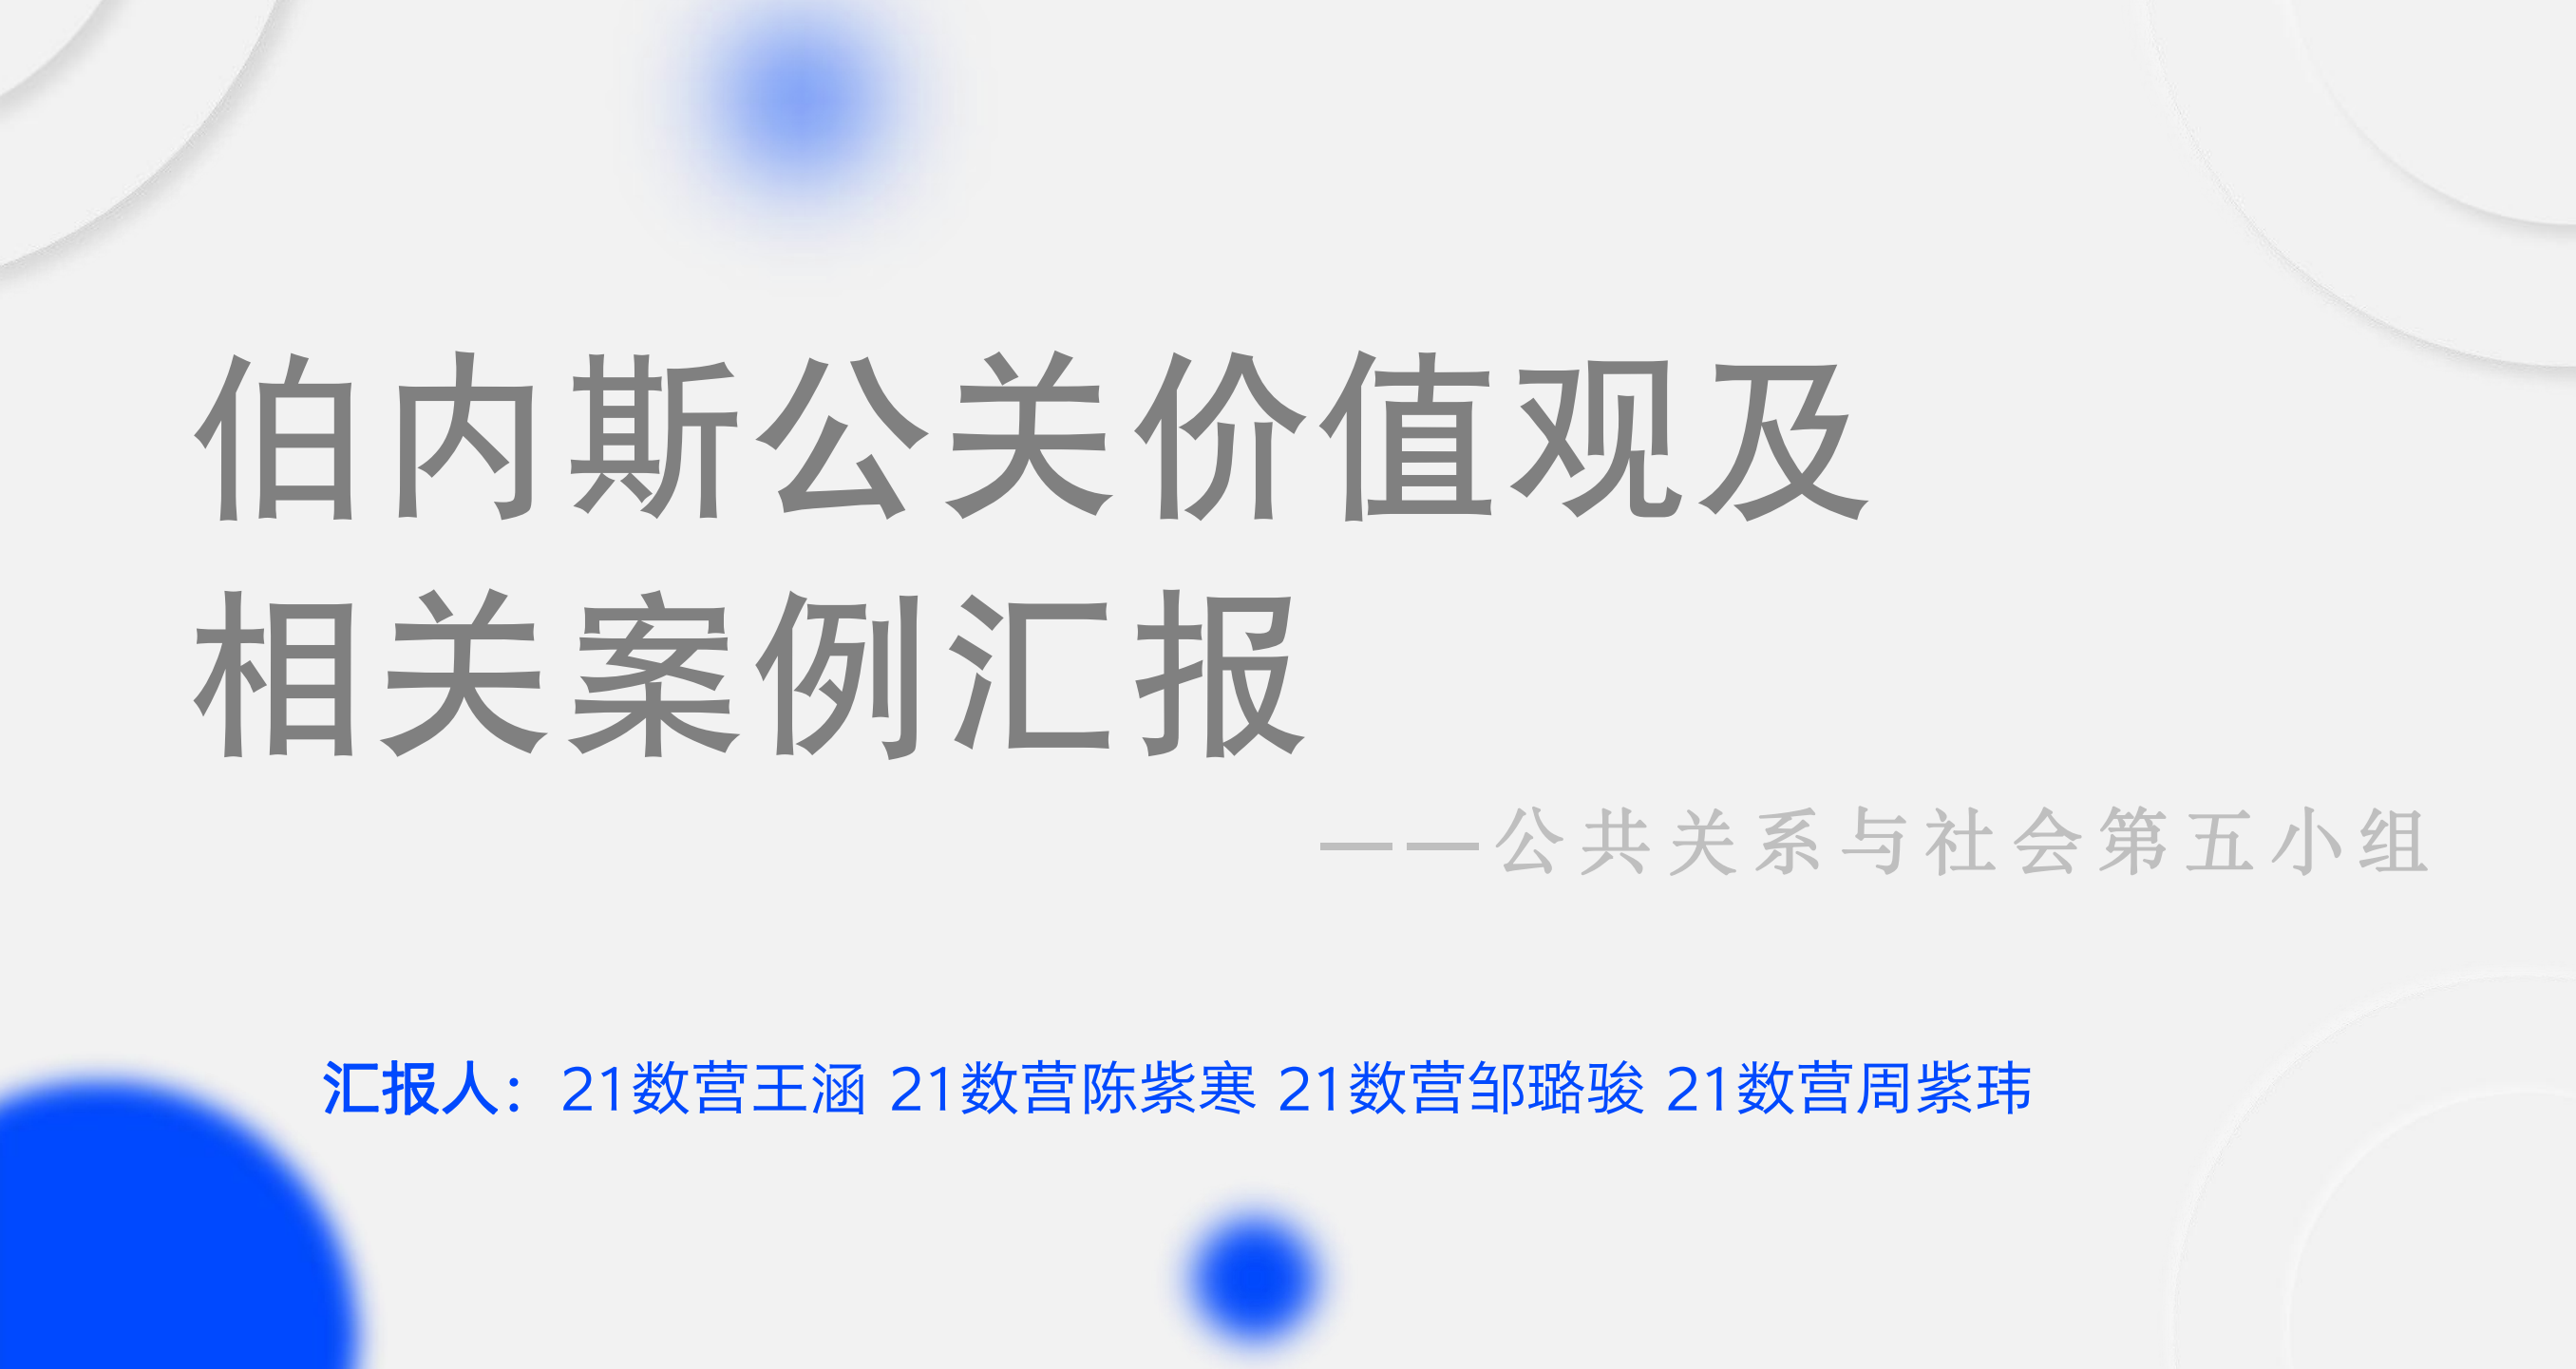 伯内斯公关价值观及
相关案例汇报
——公共关系与社会第五小组
汇报人：21数营王涵 21数营陈紫寒 21数营邹璐骏 21数营周紫玮